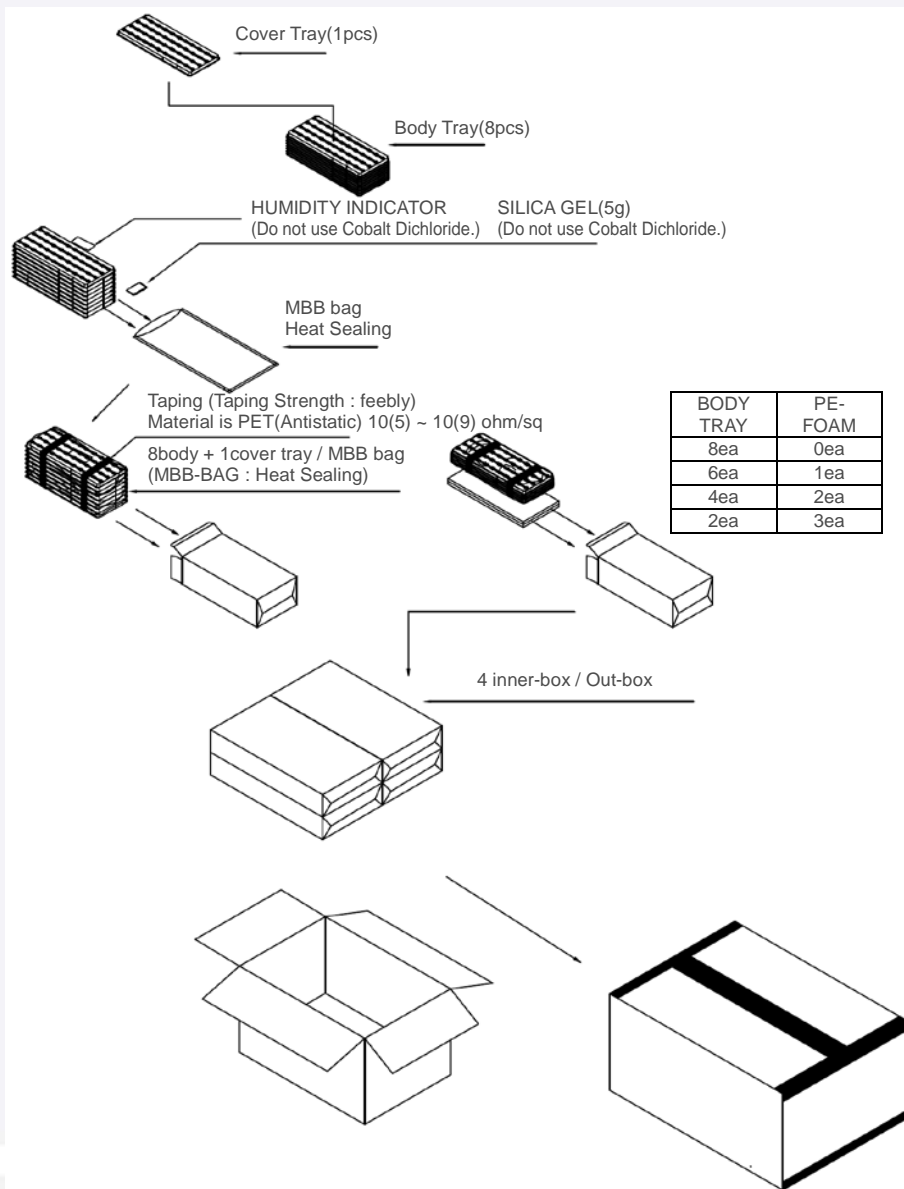 Cover Tray(1pcs)
Body Tray(8pcs)
HUMIDITY INDICATOR
(Do not use Cobalt Dichloride.)
SILICA GEL(5g)
(Do not use Cobalt Dichloride.)
MBB bag
Heat Sealing
Taping (Taping Strength : feebly)
Material is PET(Antistatic) 10(5) ~ 10(9) ohm/sq
8body + 1cover tray / MBB bag
(MBB-BAG : Heat Sealing)
BODY TRAY PE-FOAM
8ea 0ea
6ea 1ea
4ea 2ea
2ea 3ea
4 inner-box / Out-box